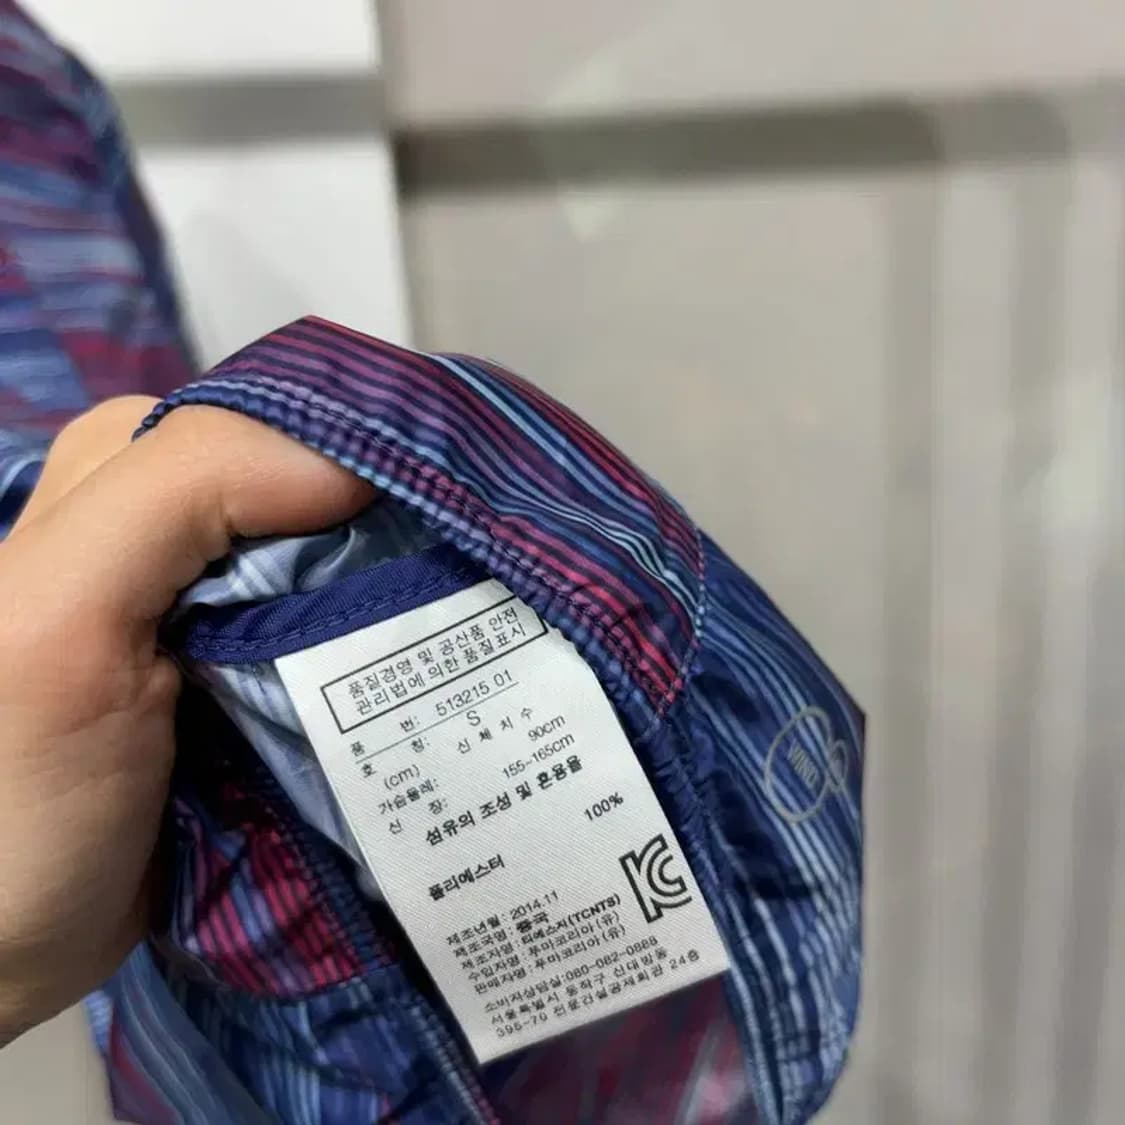 품질경영 및 공산품 안전
관리법에 의한 품질표시
품 번: 513215 01
호 칭: S
(cm) 신체치수
가슴둘레: 90cm
신 장: 155-165cm
섬유의 조성 및 혼용율
100%
폴리에스터
제조년월: 2014.11
제조국명: 중국
제조자명: 티에스지(TCNTS)
수입자명: 푸마코리아 (유)
판매자명: 푸마코리아 (유)
소비자상담실:080-082-0888
서울특별시 동작구 신대방동
395-70 전문건설공제회관 24층
WIND